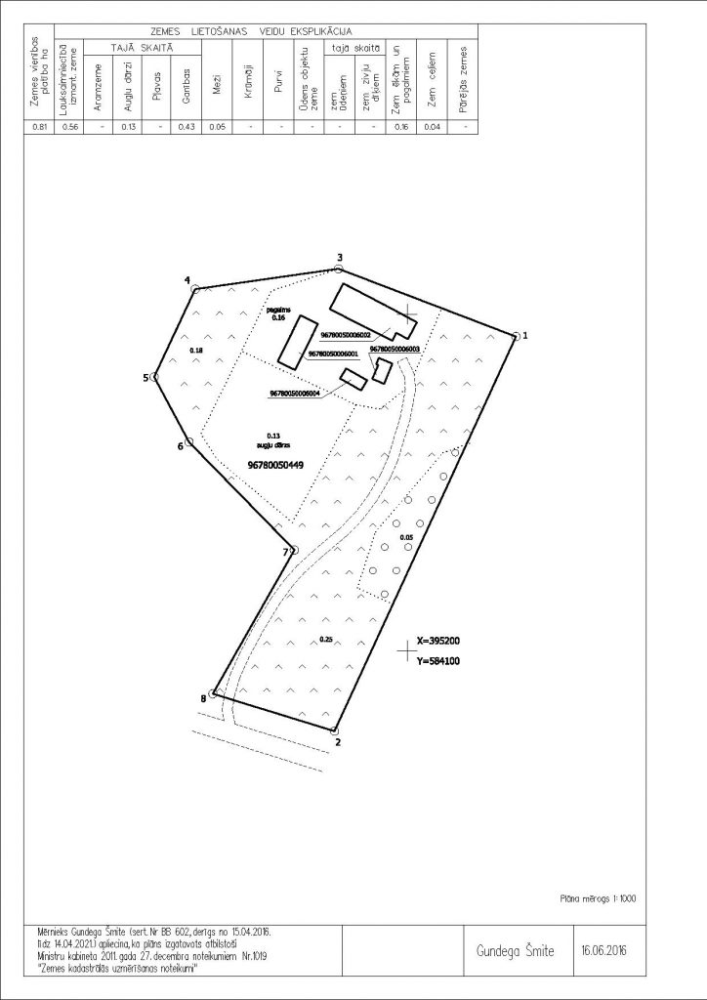 ZEMES LIETOŠANAS VEIDU EKSPLIKĀCIJA
Zemes vienības platība ha
Lauksaimniecībā izmant. zeme
TAJĀ SKAITĀ
Aramzeme
Augļu dārzi
Pļavas
Ganības
Meži
Krūmāji
Purvi
Ūdens objektu zeme
tajā skaitā
zem ūdeņiem
zem zivju dīķiem
Zem ēkām un pagalmiem
Zem ceļiem
Pārējās zemes
0.81 0.56 - 0.13 - 0.43 0.05 - - - - - 0.16 0.04 -
3
4
pagalms
0.16
1
96780050006002
0.18
96780050006001
96780050006003
5
96780050006004
0.13
augļu dārzs
6
96780050449
0.05
7
0.25
X=395200
Y=584100
8
2
Plāna mērogs 1:1000
Mērnieks Gundega Šmite (sert. Nr BB 602, derīgs no 15.04.2016.
līdz 14.04.2021.) apliecina, ka plāns izgatavots atbilstoši
Ministru kabineta 2011. gada 27. decembra noteikumiem Nr.1019
"Zemes kadastrālās uzmērīšanas noteikumi"
Gundega Šmite
16.06.2016